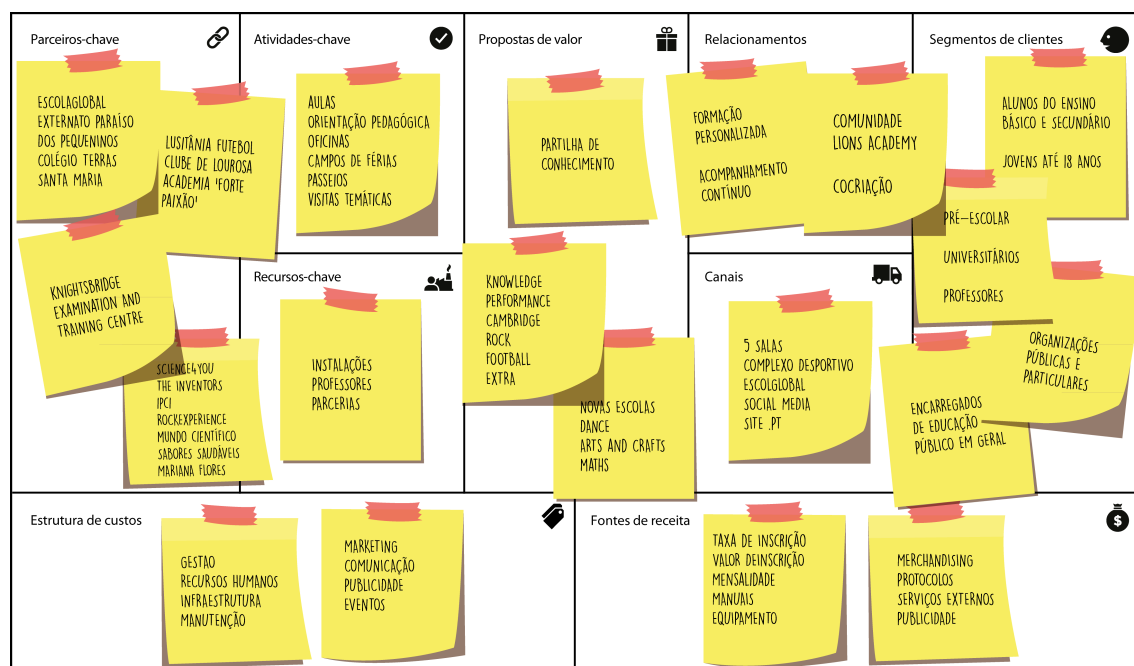 Parceiros-chave
ESCOLAGLOBAL
EXTERNATO PARAÍSO
DOS PEQUENINOS
COLÉGIO TERRAS
SANTA MARIA
LUSITÂNIA FUTEBOL
CLUBE DE LOUROSA
ACADEMIA 'FORTE
PAIXÃO'
KNIGHTSBRIDGE
EXAMINATION AND
TRAINING CENTRE
SCIENCE4YOU
THE INVENTORS
IPCI
ROCKEXPERIENCE
MUNDO CIENTÍFICO
SABORES SAUDÁVEIS
MARIANA FLORES
Atividades-chave
AULAS
ORIENTAÇÃO PEDAGÓGICA
OFICINAS
CAMPOS DE FÉRIAS
PASSEIOS
VISITAS TEMÁTICAS
Recursos-chave
INSTALAÇÕES
PROFESSORES
PARCERIAS
Propostas de valor
PARTILHA DE
CONHECIMENTO
KNOWLEDGE
PERFORMANCE
CAMBRIDGE
ROCK
FOOTBALL
EXTRA
NOVAS ESCOLAS
DANCE
ARTS AND CRAFTS
MATHS
Relacionamentos
FORMAÇÃO
PERSONALIZADA
ACOMPANHAMENTO
CONTÍNUO
COMUNIDADE
LIONS ACADEMY
COCRIAÇÃO
Canais
5 SALAS
COMPLEXO DESPORTIVO
ESCOLGLOBAL
SOCIAL MEDIA
SITE .PT
Segmentos de clientes
ALUNOS DO ENSINO
BÁSICO E SECUNDÁRIO
JOVENS ATÉ 18 ANOS
PRÉ-ESCOLAR
UNIVERSITÁRIOS
PROFESSORES
ORGANIZAÇÕES
PÚBLICAS E
PARTICULARES
ENCARREGADOS
DE EDUCAÇÃO
PÚBLICO EM GERAL
Estrutura de custos
GESTAO
RECURSOS HUMANOS
INFRAESTRUTURA
MANUTENÇÃO
MARKETING
COMUNICAÇÃO
PUBLICIDADE
EVENTOS
Fontes de receita
TAXA DE INSCRIÇÃO
VALOR DEINSCRIÇÃO
MENSALIDADE
MANUAIS
EQUIPAMENTO
MERCHANDISING
PROTOCOLOS
SERVIÇOS EXTERNOS
PUBLICIDADE
$